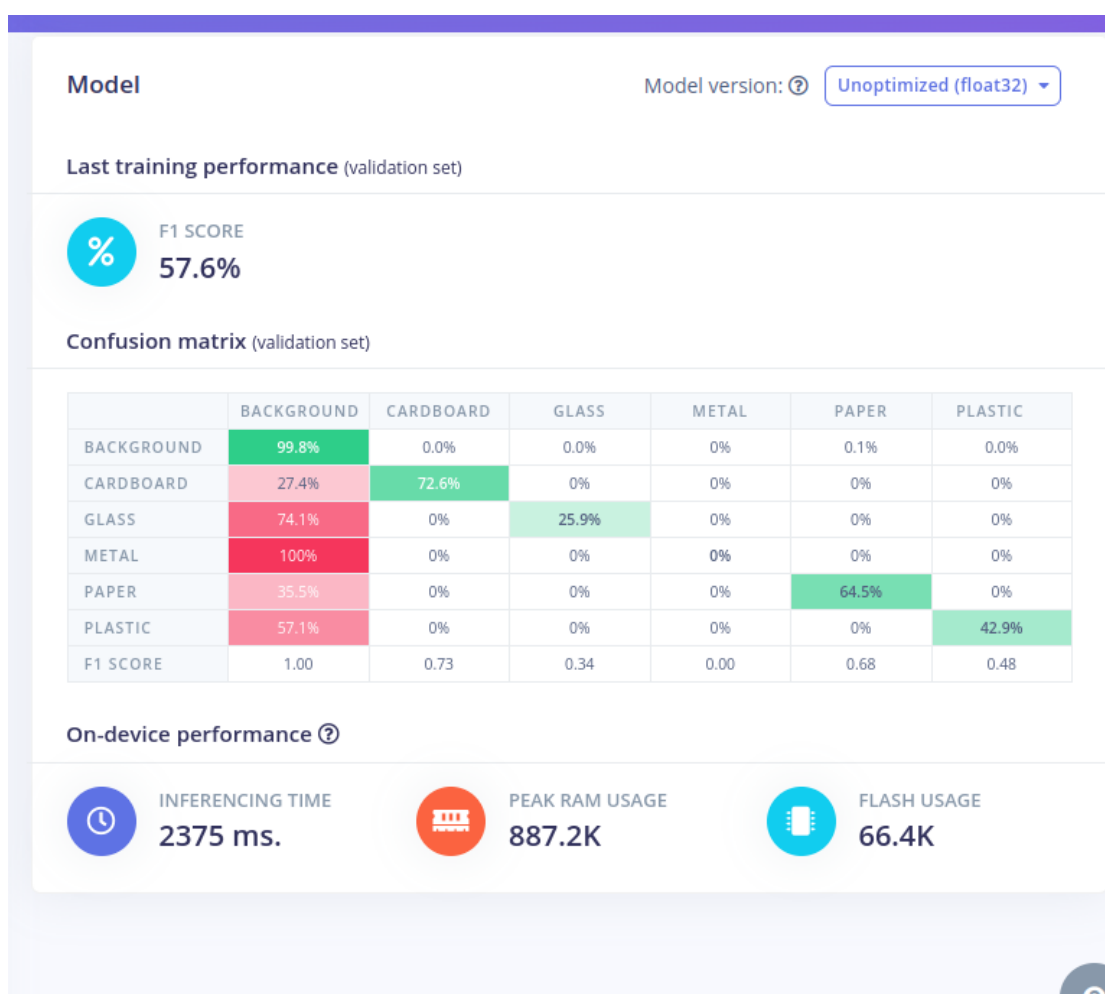 Model
Model version: ? Unoptimized (float32)
Last training performance (validation set)
% F1 SCORE
57.6%
Confusion matrix (validation set)
BACKGROUND CARDBOARD GLASS METAL PAPER PLASTIC
BACKGROUND 99.8% 0.0% 0.0% 0% 0.1% 0.0%
CARDBOARD 27.4% 72.6% 0% 0% 0% 0%
GLASS 74.1% 0% 25.9% 0% 0% 0%
METAL 100% 0% 0% 0% 0% 0%
PAPER 35.5% 0% 0% 0% 64.5% 0%
PLASTIC 57.1% 0% 0% 0% 0% 42.9%
F1 SCORE 1.00 0.73 0.34 0.00 0.68 0.48
On-device performance ?
INFERENCING TIME PEAK RAM USAGE FLASH USAGE
2375 ms. 887.2K 66.4K